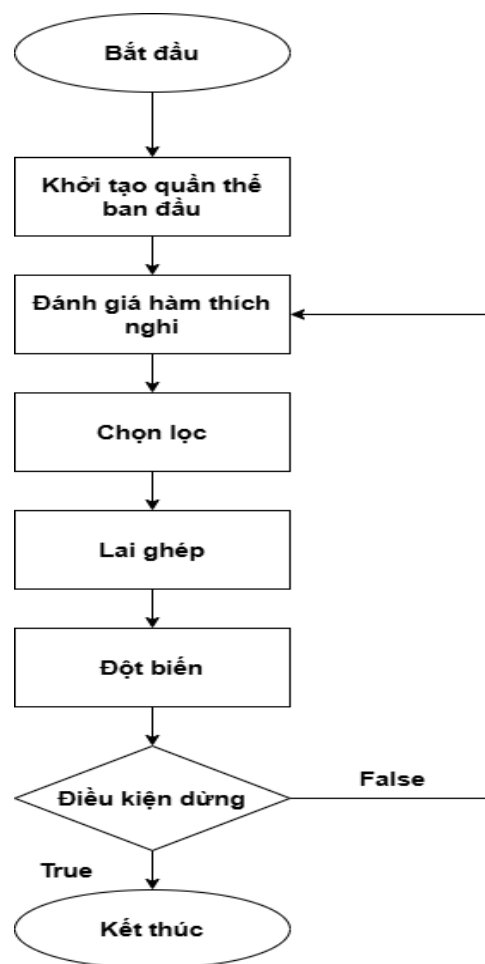 Bắt đầu
Khởi tạo quần thể
ban đầu
Đánh giá hàm thích
nghi
Chọn lọc
Lai ghép
Đột biến
Điều kiện dừng
False
True
Kết thúc